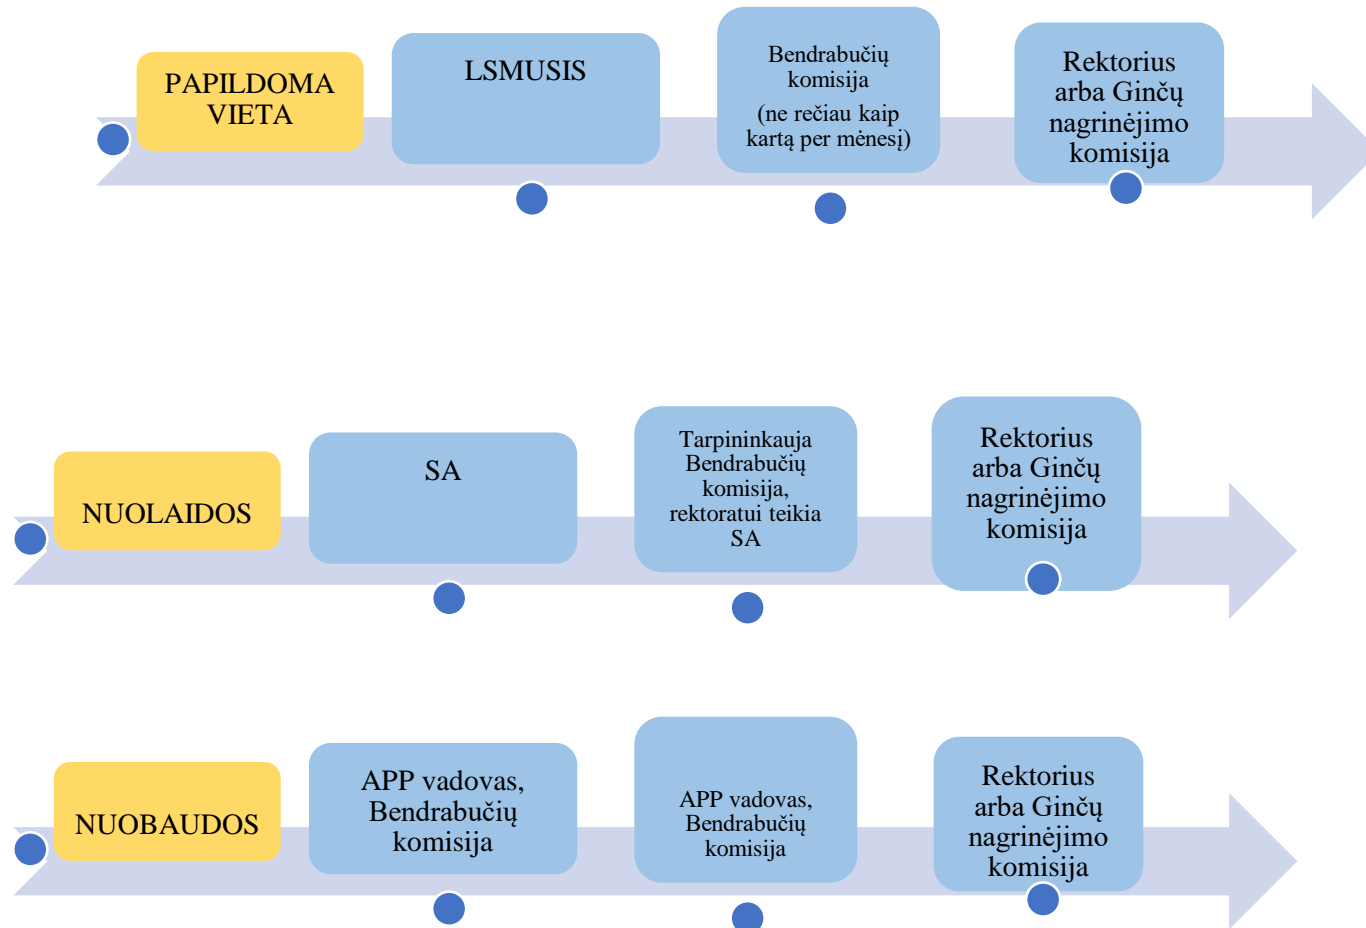 PAPILDOMA
VIETA
LSMUSIS
Bendrabučių
komisija
(ne rečiau kaip
kartą per mėnesį)
Rektorius
arba Ginčų
nagrinėjimo
komisija
NUOLAIDOS
SA
Tarpininkauja
Bendrabučių
komisija,
rektoratui teikia
SA
Rektorius
arba Ginčų
nagrinėjimo
komisija
NUOBAUDOS
APP vadovas,
Bendrabučių
komisija
APP vadovas,
Bendrabučių
komisija
Rektorius
arba Ginčų
nagrinėjimo
komisija